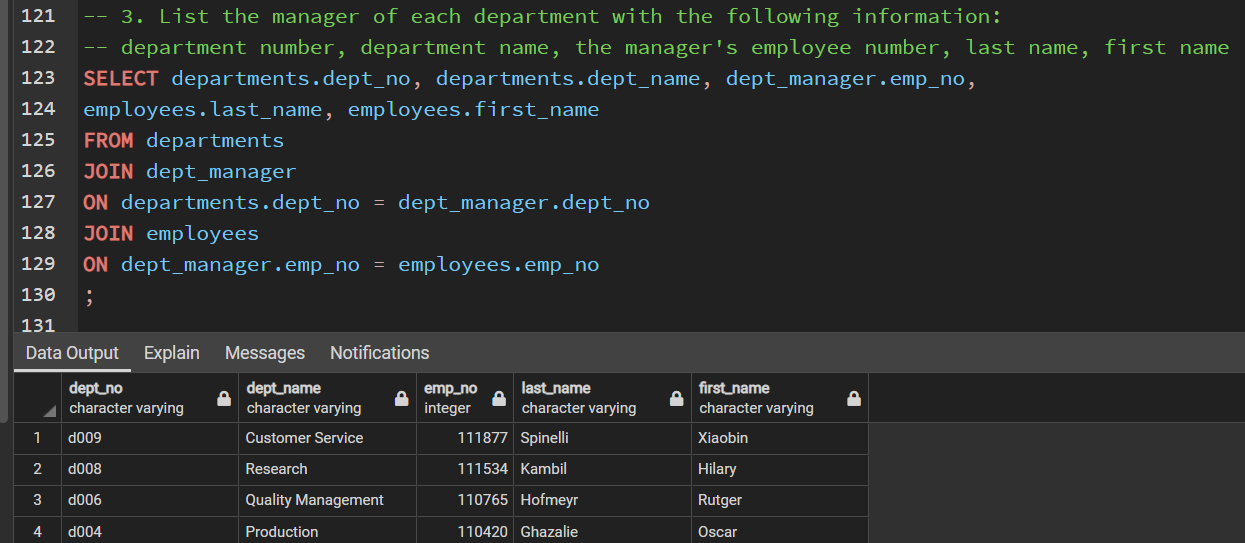 121 -- 3. List the manager of each department with the following information:
122 -- department number, department name, the manager's employee number, last name, first name
123 SELECT departments.dept_no, departments.dept_name, dept_manager.emp_no,
124 employees.last_name, employees.first_name
125 FROM departments
126 JOIN dept_manager
127 ON departments.dept_no = dept_manager.dept_no
128 JOIN employees
129 ON dept_manager.emp_no = employees.emp_no
130 ;
131
Data Output Explain Messages Notifications
dept_no dept_name emp_no last_name first_name
character varying character varying integer character varying character varying
1 d009 Customer Service 111877 Spinelli Xiaobin
2 d008 Research 111534 Kambil Hilary
3 d006 Quality Management 110765 Hofmeyr Rutger
4 d004 Production 110420 Ghazalie Oscar